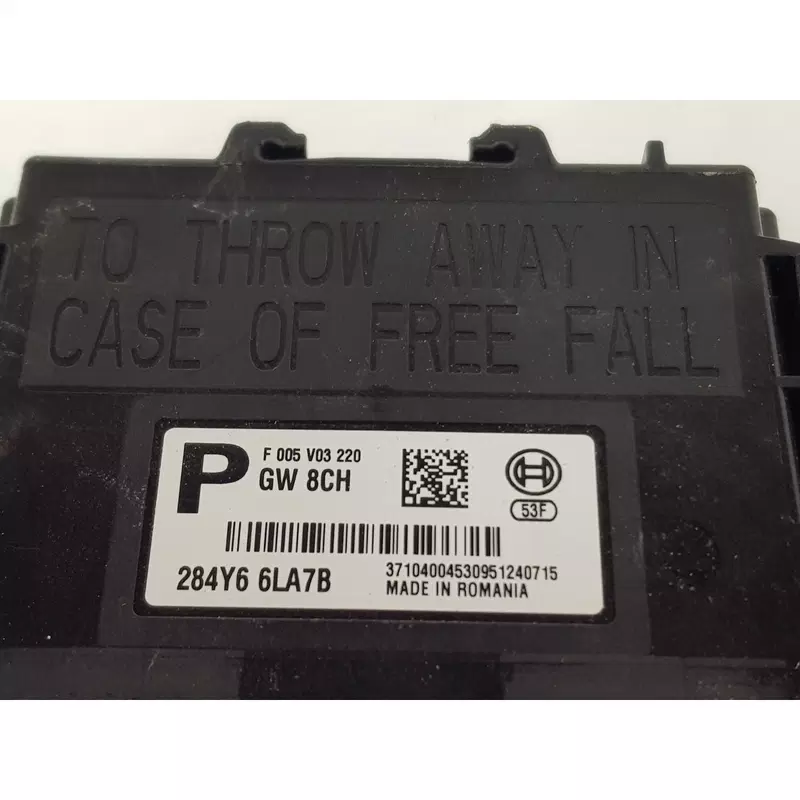 TO THROW AWAY IN
CASE OF FREE FALL
P
F 005 V03 220
GW 8CH
53F
284Y6 6LA7B
37104004530951240715
MADE IN ROMANIA